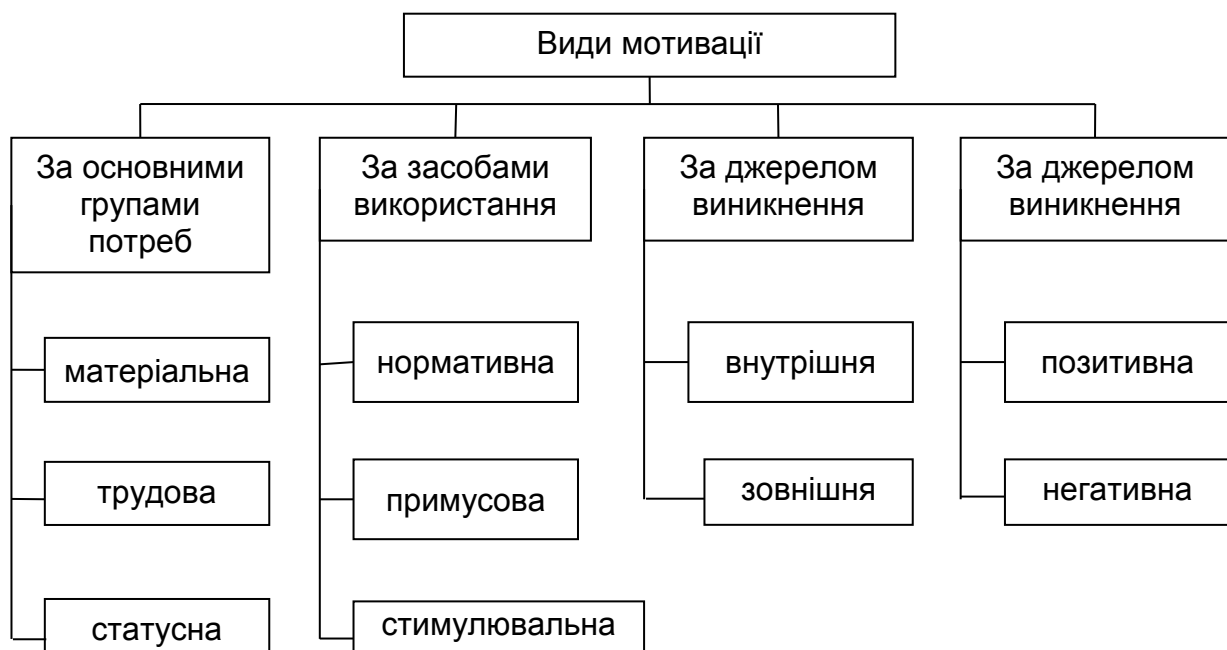 Види мотивації
За основними
групами
потреб
За засобами
використання
За джерелом
виникнення
За джерелом
виникнення
матеріальна
нормативна
внутрішня
позитивна
трудова
примусова
зовнішня
негативна
статусна
стимулювальна